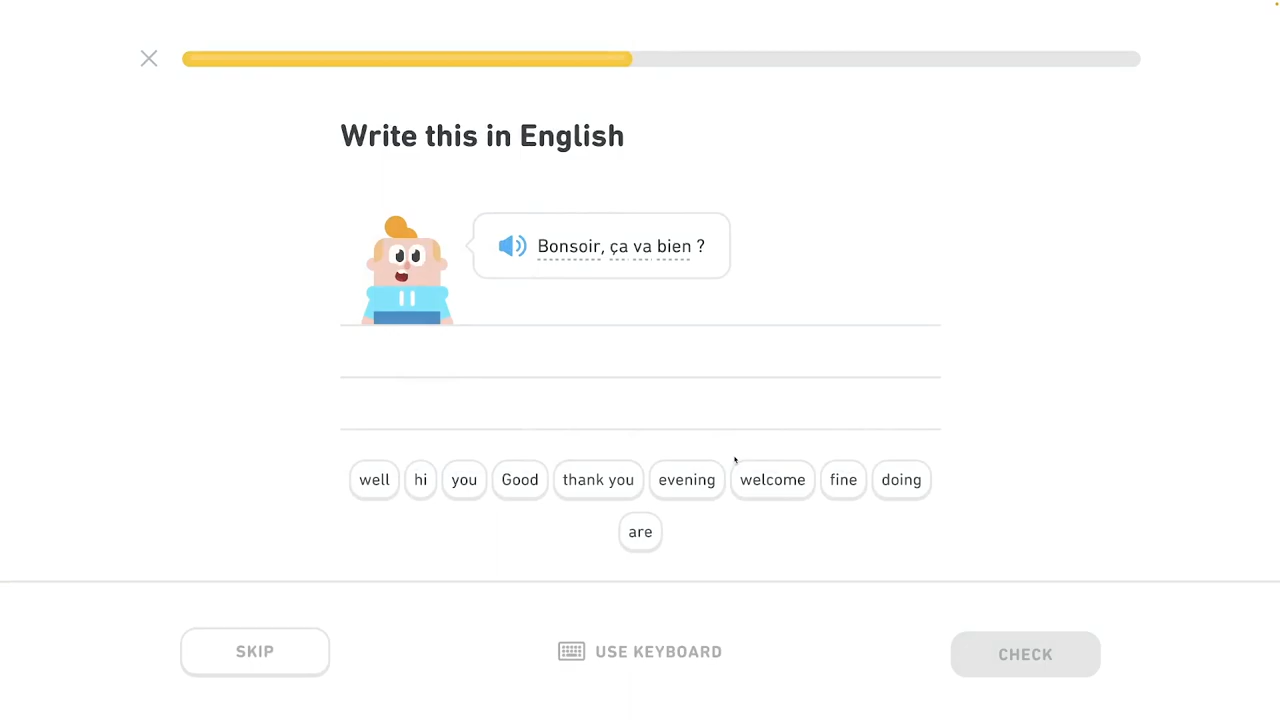 Write this in English
Bonsoir, ça va bien ?
well hi you Good thank you evening welcome fine doing
are
SKIP USE KEYBOARD CHECK